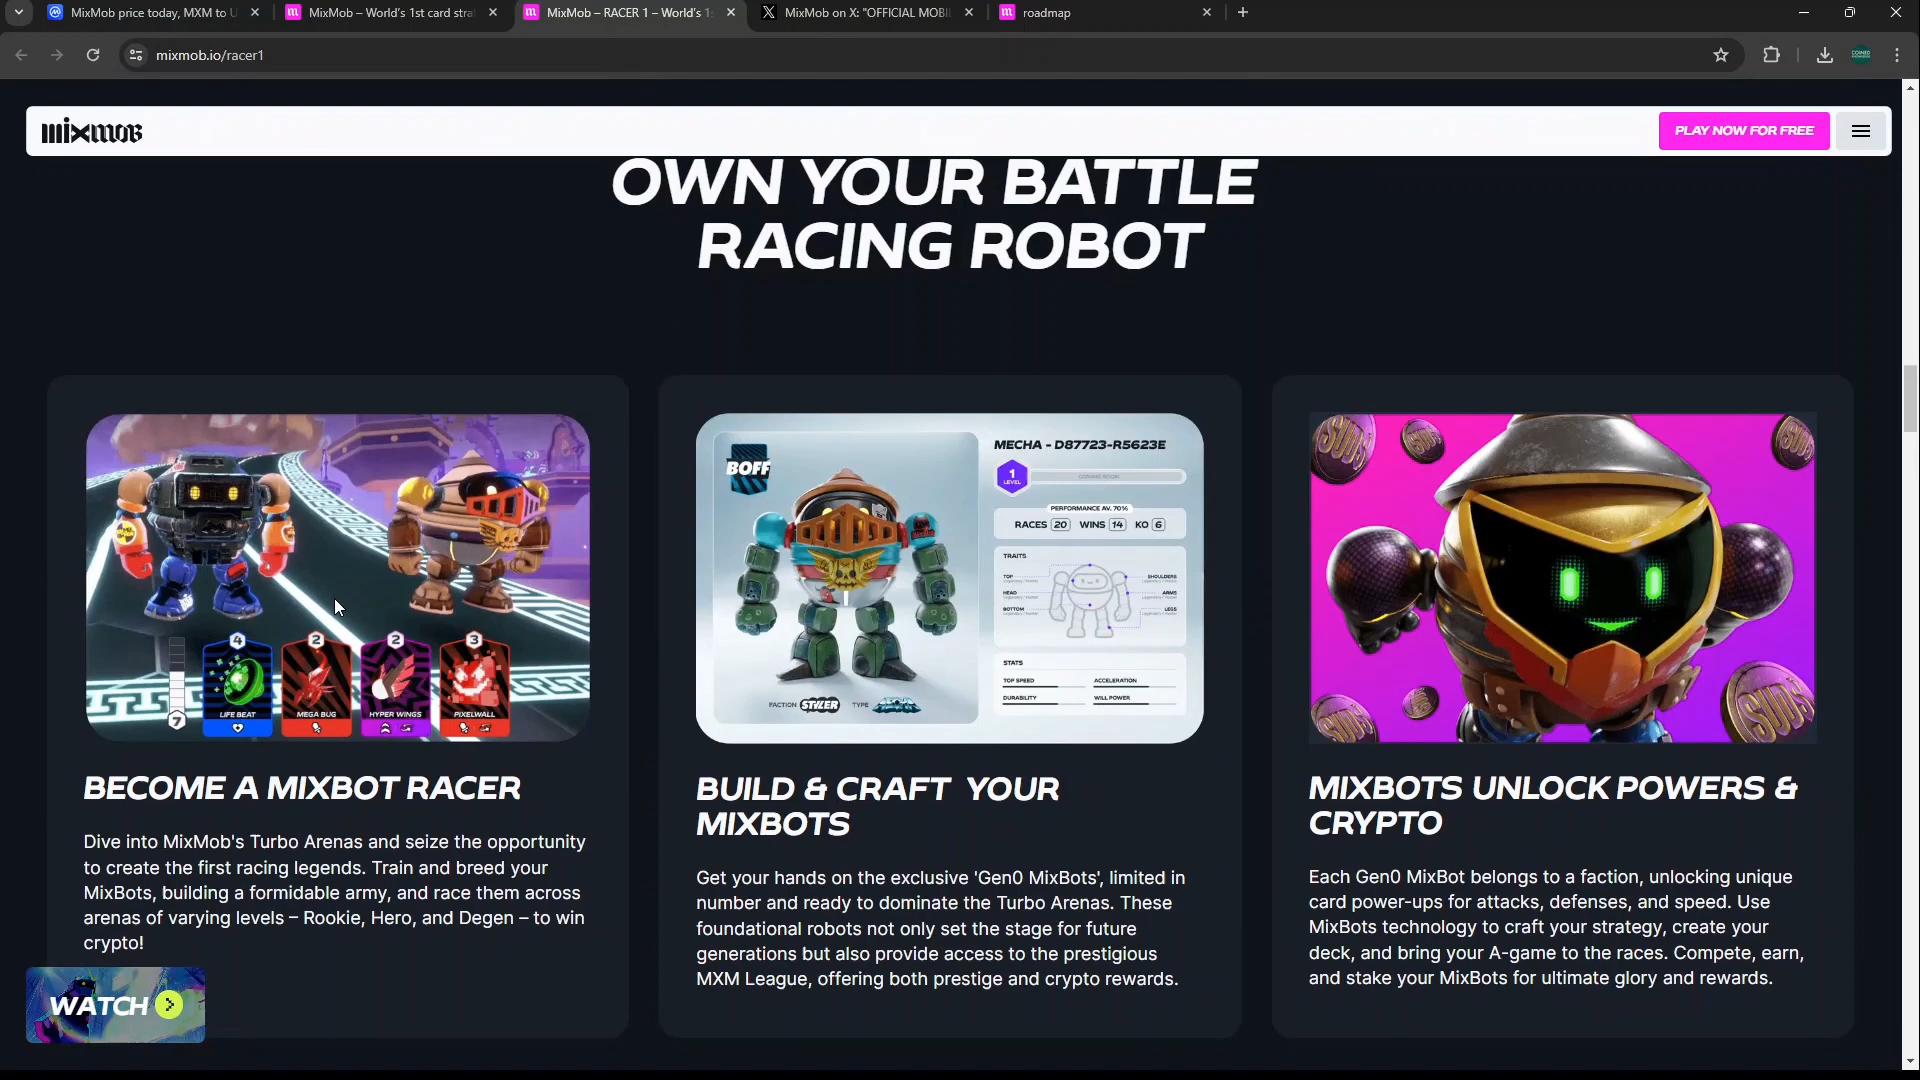 MixMob price today, MXM to U
MixMob – World's 1st card stra
MixMob – RACER 1 – World's 1
MixMob on X: "OFFICIAL MOBI
roadmap
mixmob.io/racer1
mixmob
PLAY NOW FOR FREE
OWN YOUR BATTLE
RACING ROBOT
4
2
2
3
LIFE BEAT
MEGA BUG
HYPER WINGS
PIXELWALL
7
BECOME A MIXBOT RACER
Dive into MixMob's Turbo Arenas and seize the opportunity
to create the first racing legends. Train and breed your
MixBots, building a formidable army, and race them across
arenas of varying levels – Rookie, Hero, and Degen – to win
crypto!
WATCH
BOFF
MECHA - D87723-R5623E
1
LEVEL
COMING SOON
PERFORMANCE AV. 70%
RACES 20 WINS 14 KO 6
TRAITS
TOP
SHOULDERS
HEAD
ARMS
BOTTOM
LEGS
STATS
TOP SPEED
ACCELERATION
DURABILITY
WILL POWER
FACTION STYLER TYPE
BUILD & CRAFT YOUR
MIXBOTS
Get your hands on the exclusive 'Gen0 MixBots', limited in
number and ready to dominate the Turbo Arenas. These
foundational robots not only set the stage for future
generations but also provide access to the prestigious
MXM League, offering both prestige and crypto rewards.
SUDS
SUDS
SUDS
MIXBOTS UNLOCK POWERS &
CRYPTO
Each Gen0 MixBot belongs to a faction, unlocking unique
card power-ups for attacks, defenses, and speed. Use
MixBots technology to craft your strategy, create your
deck, and bring your A-game to the races. Compete, earn,
and stake your MixBots for ultimate glory and rewards.